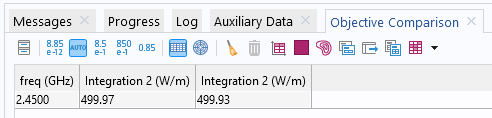 Messages Progress Log Auxiliary Data Objective Comparison
8.85 e-12 AUTO 8.5 e-1 850 e-1 0.85
freq (GHz) Integration 2 (W/m) Integration 2 (W/m)
2.4500 499.97 499.93